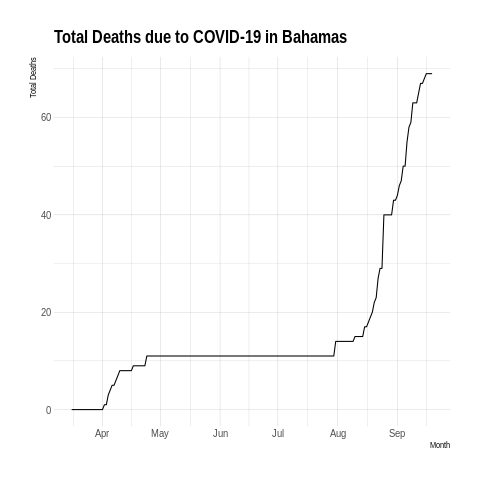 Total Deaths due to COVID-19 in Bahamas
Total Deaths
60
40
20
0
Apr May Jun Jul Aug Sep
Month